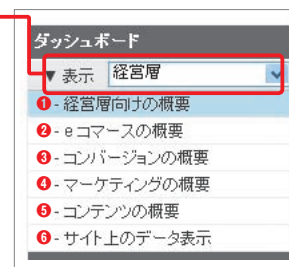 ダッシュボード
▼ 表示 経営層
❶ - 経営層向けの概要
❷ - e コマースの概要
❸ - コンバージョンの概要
❹ - マーケティングの概要
❺ - コンテンツの概要
❻ - サイト上のデータ表示